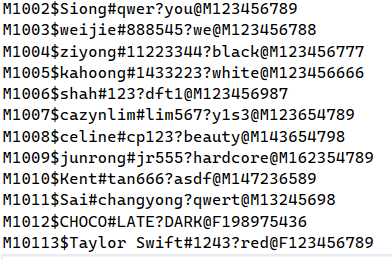 M1002$Siong#qwer?you@M123456789
M1003$weijie#888545?we@M123456788
M1004$ziyong#11223344?black@M123456777
M1005$kahoong#1433223?white@M123456666
M1006$shah#123?dft1@M123456987
M1007$cazynlim#lim567?y1s3@M123654789
M1008$celine#cp123?beauty@M143654798
M1009$junrong#jr555?hardcore@M162354789
M1010$Kent#tan666?asdf@M147236589
M1011$Sai#changyong?qwert@M13245698
M1012$CHOCO#LATE?DARK@F198975436
M10113$Taylor Swift#1243?red@F123456789